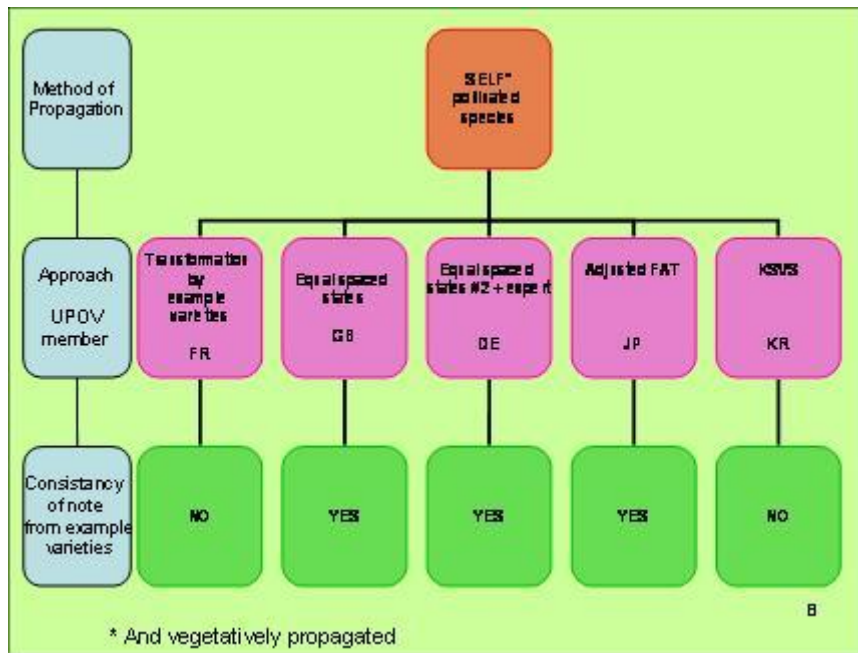 Method of
Propagation
SELF*
pollinated
species
Approach
UPOV
member
Transformation
by
example
varieties
FR
Equal spaced
states
GB
Equal spaced
states #2 + expert
DE
Adjusted FAT
JP
KSVS
KR
Consistancy
of note
from example
varieties
NO
YES
YES
YES
NO
* And vegetatively propagated